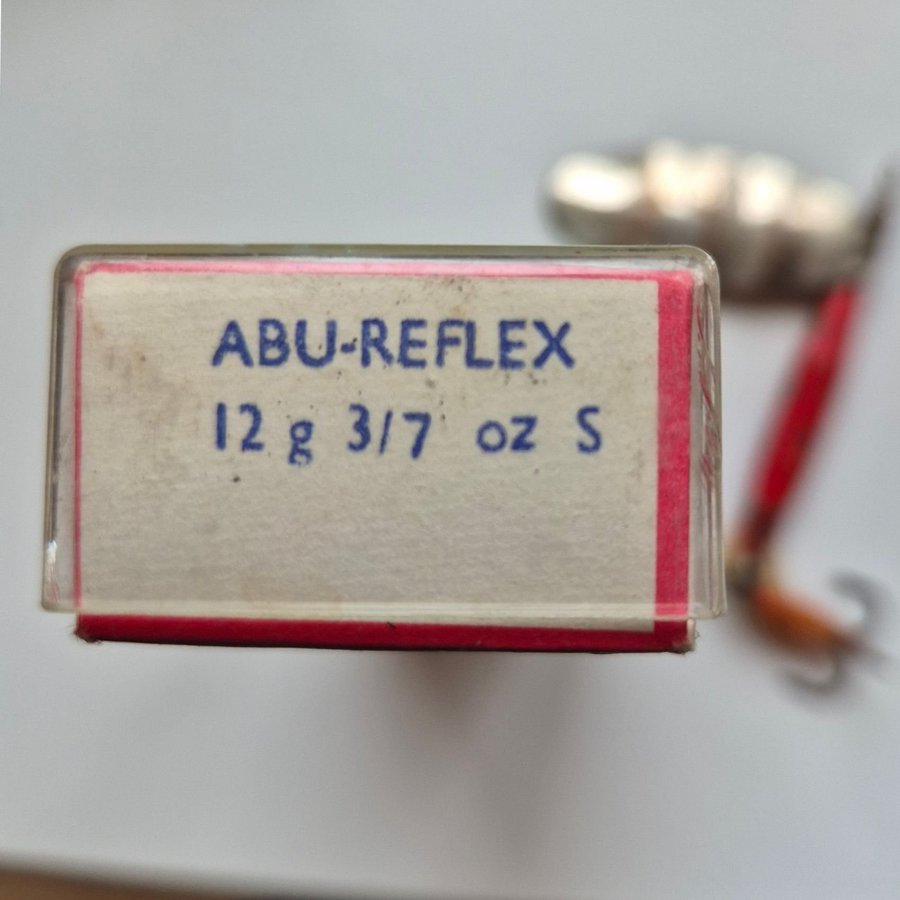 ABU-REFLEX
12 g 3/7 oz S